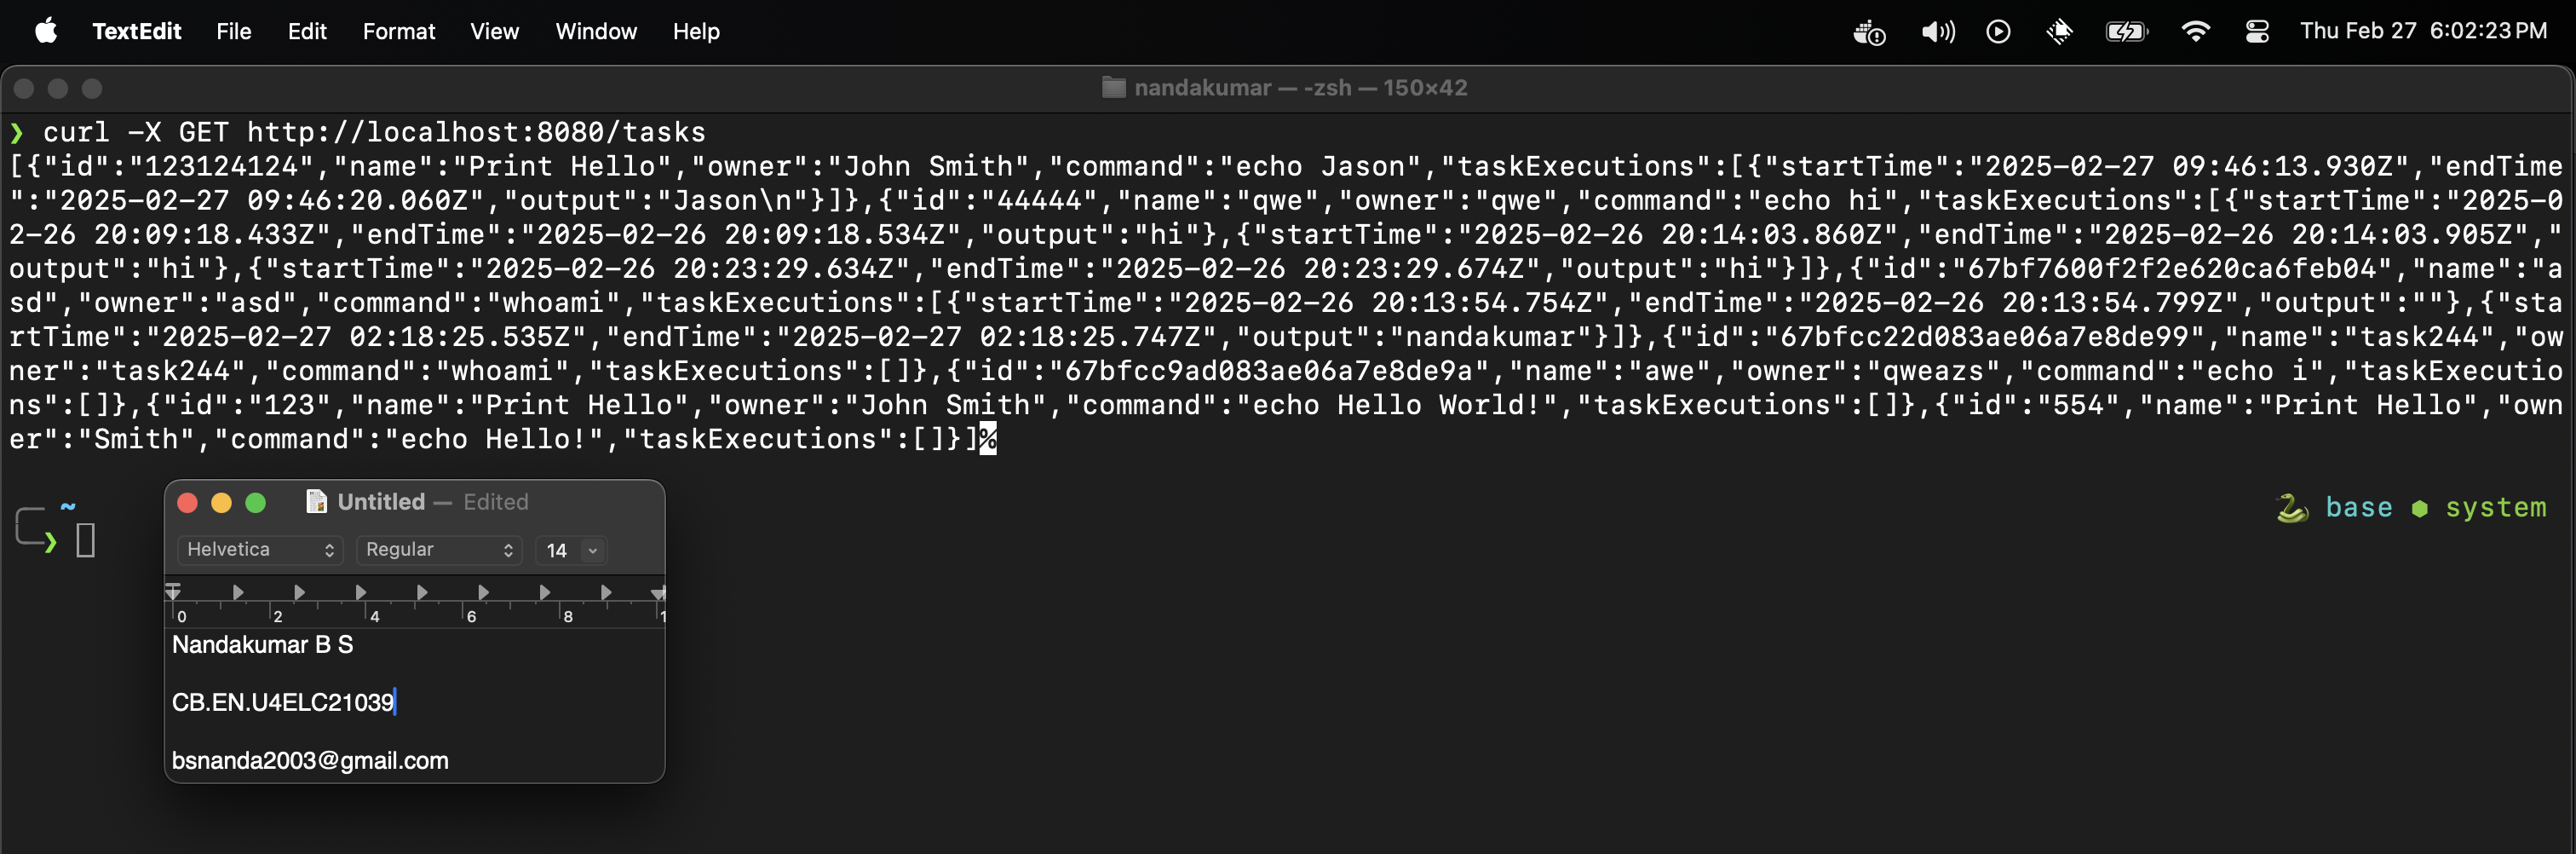 TextEdit File Edit Format View Window Help Thu Feb 27 6:02:23 PM
nandakumar — -zsh — 150×42
❯ curl -X GET http://localhost:8080/tasks
[{"id":"123124124","name":"Print Hello","owner":"John Smith","command":"echo Jason","taskExecutions":[{"startTime":"2025-02-27 09:46:13.930Z","endTime
":"2025-02-27 09:46:20.060Z","output":"Jason\n"}]},{"id":"44444","name":"qwe","owner":"qwe","command":"echo hi","taskExecutions":[{"startTime":"2025-0
2-26 20:09:18.433Z","endTime":"2025-02-26 20:09:18.534Z","output":"hi"},{"startTime":"2025-02-26 20:14:03.860Z","endTime":"2025-02-26 20:14:03.905Z","
output":"hi"},{"startTime":"2025-02-26 20:23:29.634Z","endTime":"2025-02-26 20:23:29.674Z","output":"hi"}]},{"id":"67bf7600f2f2e620ca6feb04","name":"a
sd","owner":"asd","command":"whoami","taskExecutions":[{"startTime":"2025-02-26 20:13:54.754Z","endTime":"2025-02-26 20:13:54.799Z","output":""},{"sta
rtTime":"2025-02-27 02:18:25.535Z","endTime":"2025-02-27 02:18:25.747Z","output":"nandakumar"}]},{"id":"67bfcc22d083ae06a7e8de99","name":"task244","ow
ner":"task244","command":"whoami","taskExecutions":[]},{"id":"67bfcc9ad083ae06a7e8de9a","name":"awe","owner":"qweazs","command":"echo i","taskExecutio
ns":[]},{"id":"123","name":"Print Hello","owner":"John Smith","command":"echo Hello World!","taskExecutions":[]},{"id":"554","name":"Print Hello","own
er":"Smith","command":"echo Hello!","taskExecutions":[]}]%
~ base system
❯
Untitled — Edited
Helvetica Regular 14
0 2 4 6 8 1
Nandakumar B S
CB.EN.U4ELC21039
bsnanda2003@gmail.com